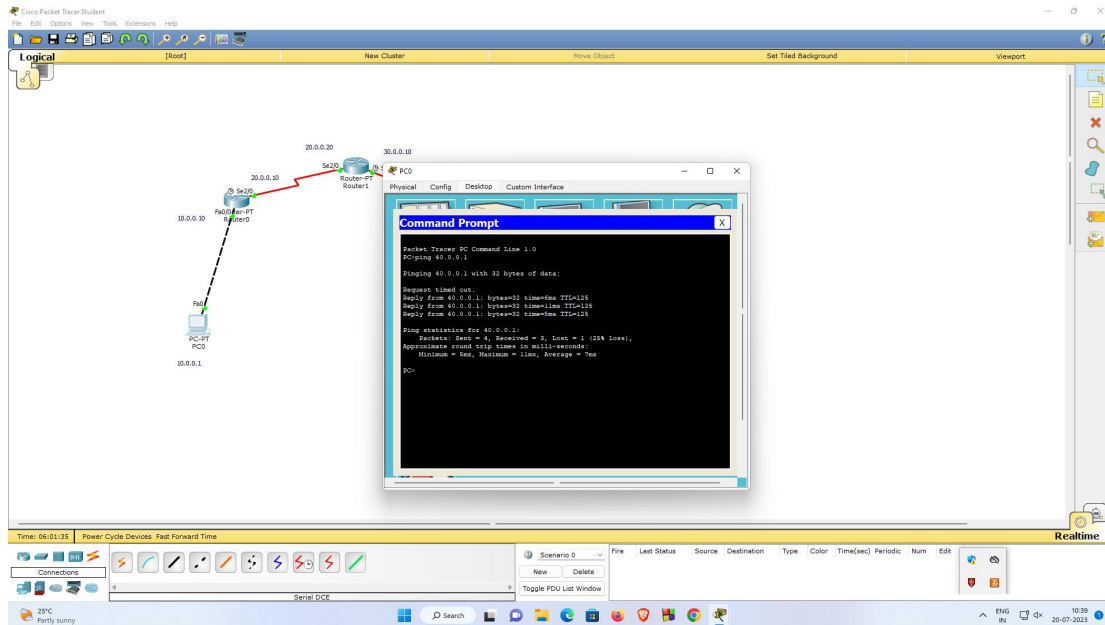 Cisco Packet Tracer Student
File Edit Options View Tools Extensions Help
Logical [Root] New Cluster Move Object Set Tiled Background Viewport
20.0.0.20
30.0.0.10
Se2/0
Router-PT
Router1
20.0.0.10
Se2/0
Fa0/0
Router0
10.0.0.10
Fa0
PC-PT
PC0
10.0.0.1
PC0
Physical Config Desktop Custom Interface
Command Prompt X
Packet Tracer PC Command Line 1.0
PC>ping 40.0.0.1
Pinging 40.0.0.1 with 32 bytes of data:
Request timed out.
Reply from 40.0.0.1: bytes=32 time=6ms TTL=125
Reply from 40.0.0.1: bytes=32 time=11ms TTL=125
Reply from 40.0.0.1: bytes=32 time=5ms TTL=125
Ping statistics for 40.0.0.1:
Packets: Sent = 4, Received = 3, Lost = 1 (25% loss),
Approximate round trip times in milli-seconds:
Minimum = 5ms, Maximum = 11ms, Average = 7ms
PC>
Time: 06:01:35 Power Cycle Devices Fast Forward Time
Realtime
Connections
Serial DCE
Scenario 0
New Delete
Toggle PDU List Window
Fire Last Status Source Destination Type Color Time(sec) Periodic Num Edit
25°C
Partly sunny
Search
ENG
IN
10:39
20-07-2023